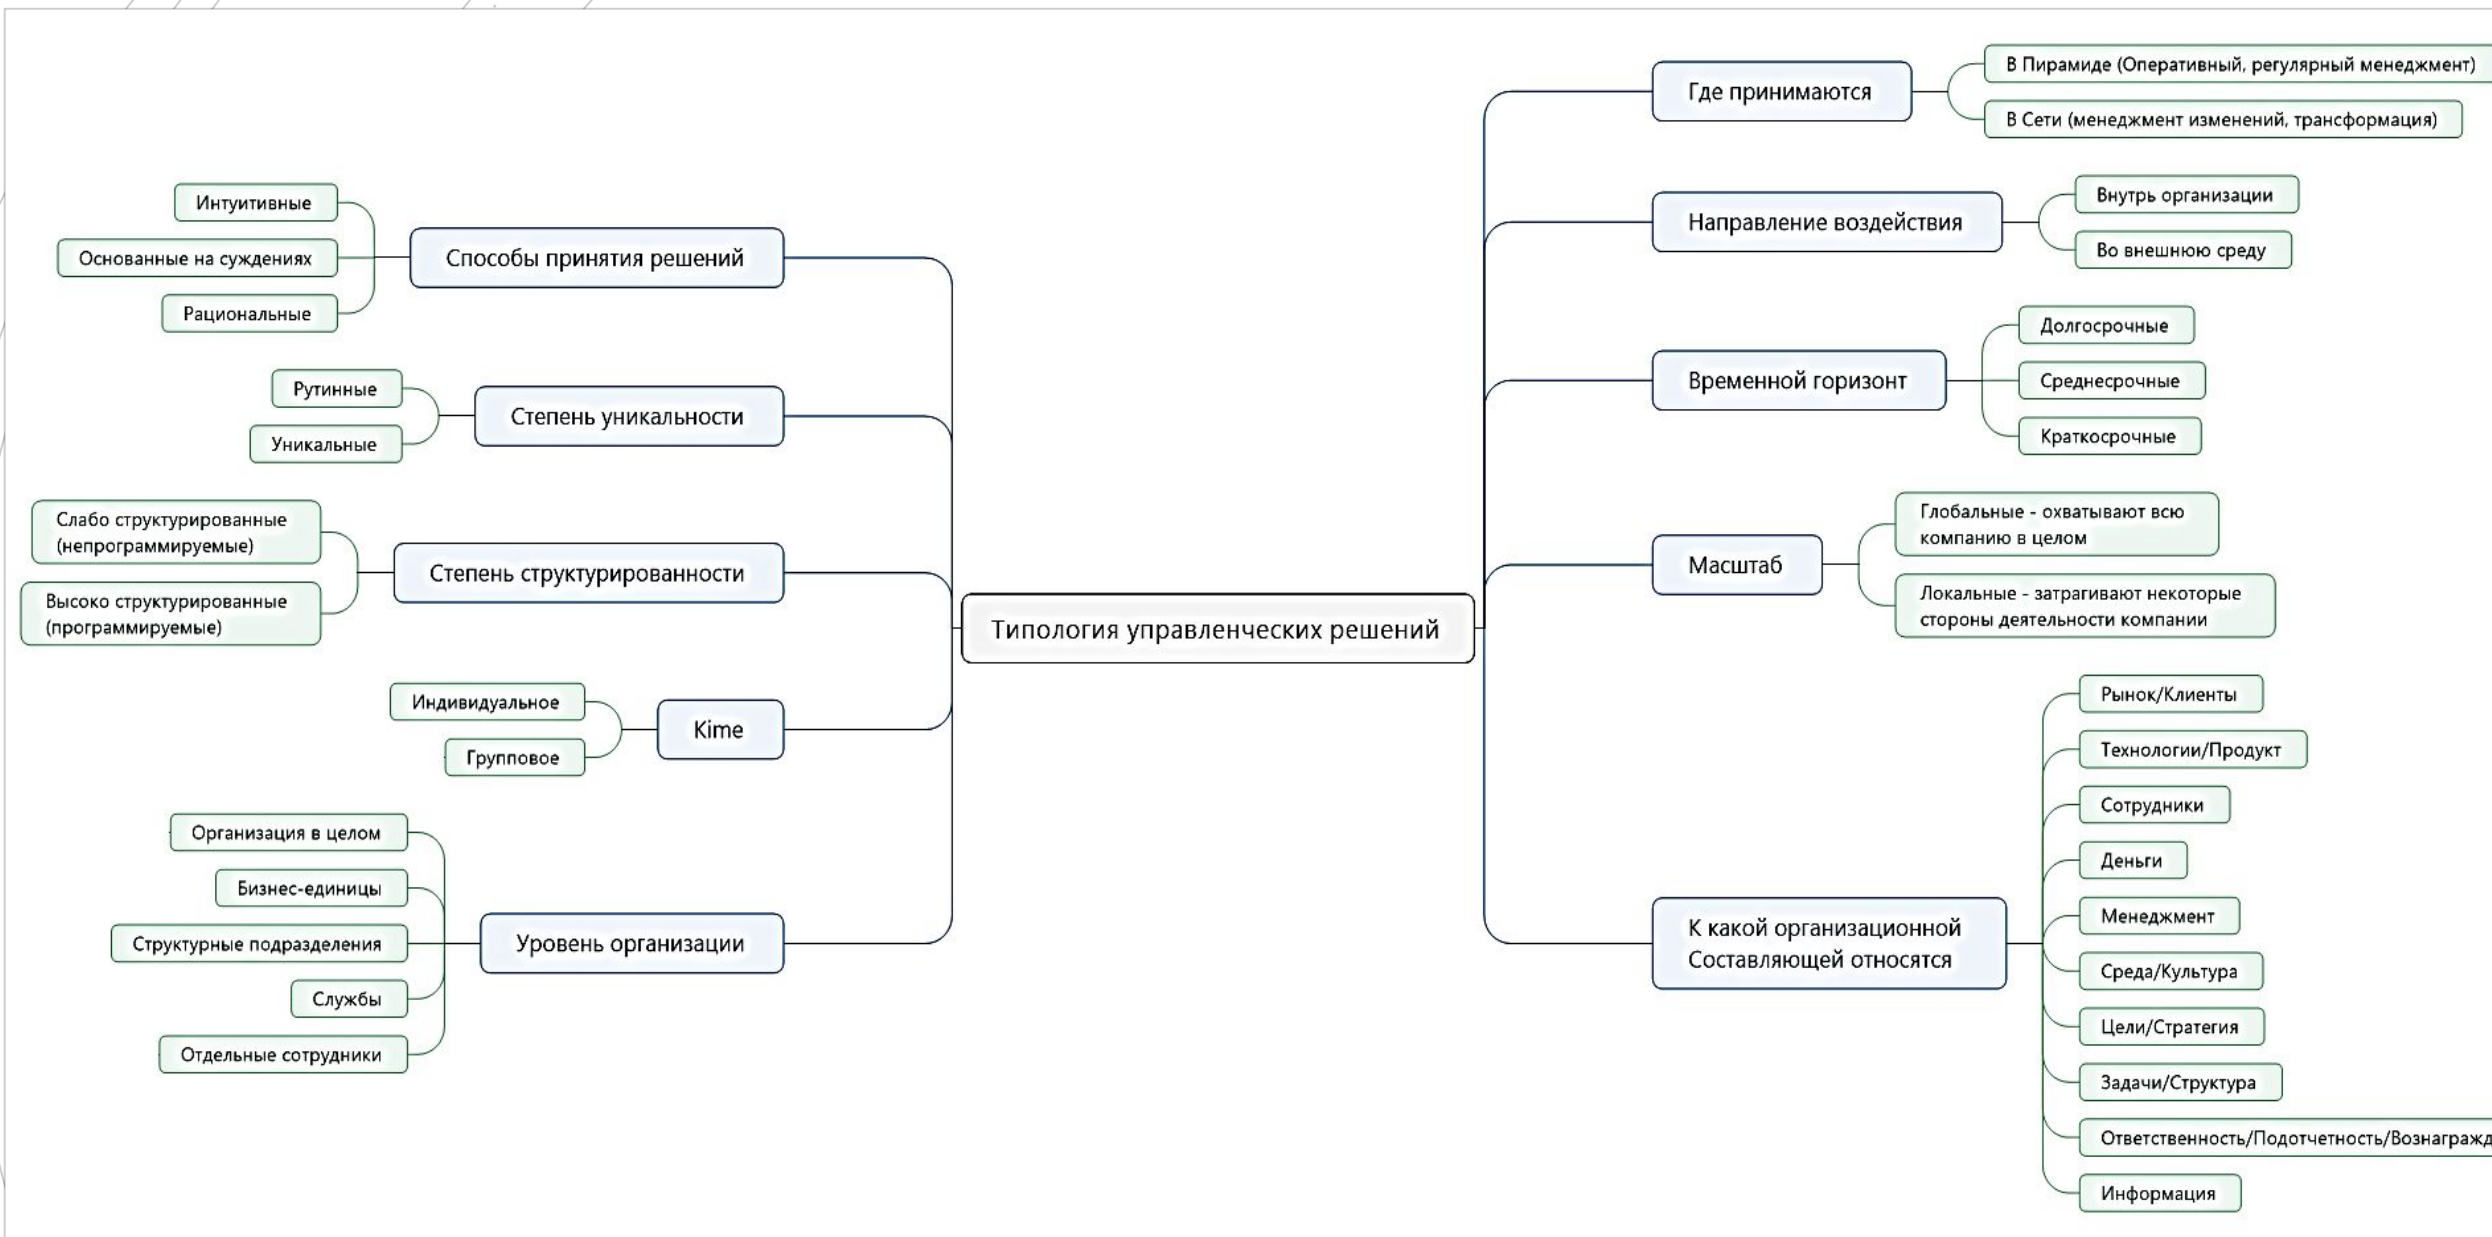 Типология управленческих решений
Способы принятия решений
Интуитивные
Основанные на суждениях
Рациональные
Степень уникальности
Рутинные
Уникальные
Степень структурированности
Слабо структурированные
(непрограммируемые)
Высоко структурированные
(программируемые)
Kime
Индивидуальное
Групповое
Уровень организации
Организация в целом
Бизнес-единицы
Структурные подразделения
Службы
Отдельные сотрудники
Где принимаются
В Пирамиде (Оперативный, регулярный менеджмент)
В Сети (менеджмент изменений, трансформация)
Направление воздействия
Внутрь организации
Во внешнюю среду
Временной горизонт
Долгосрочные
Среднесрочные
Краткосрочные
Масштаб
Глобальные - охватывают всю
компанию в целом
Локальные - затрагивают некоторые
стороны деятельности компании
К какой организационной
Составляющей относятся
Рынок/Клиенты
Технологии/Продукт
Сотрудники
Деньги
Менеджмент
Среда/Культура
Цели/Стратегия
Задачи/Структура
Ответственность/Подотчетность/Вознагражд
Информация